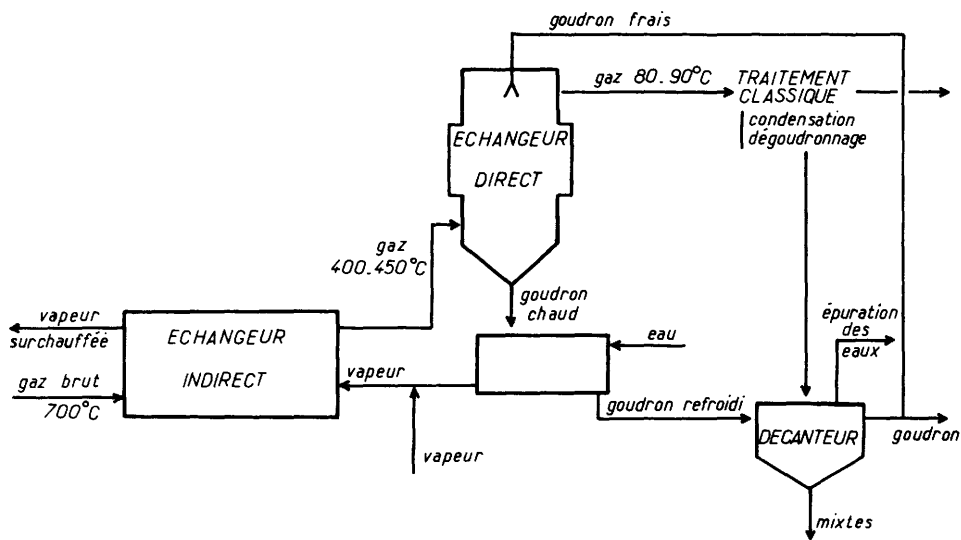 goudron frais
gaz 80.90°C
TRAITEMENT
CLASSIQUE
condensation
dégoudronnage
ECHANGEUR
DIRECT
gaz
400.450°C
goudron
chaud
vapeur
surchauffée
gaz brut
700°C
ECHANGEUR
INDIRECT
vapeur
eau
vapeur
goudron refroidi
épuration
des
eaux
DECANTEUR
goudron
mixtes